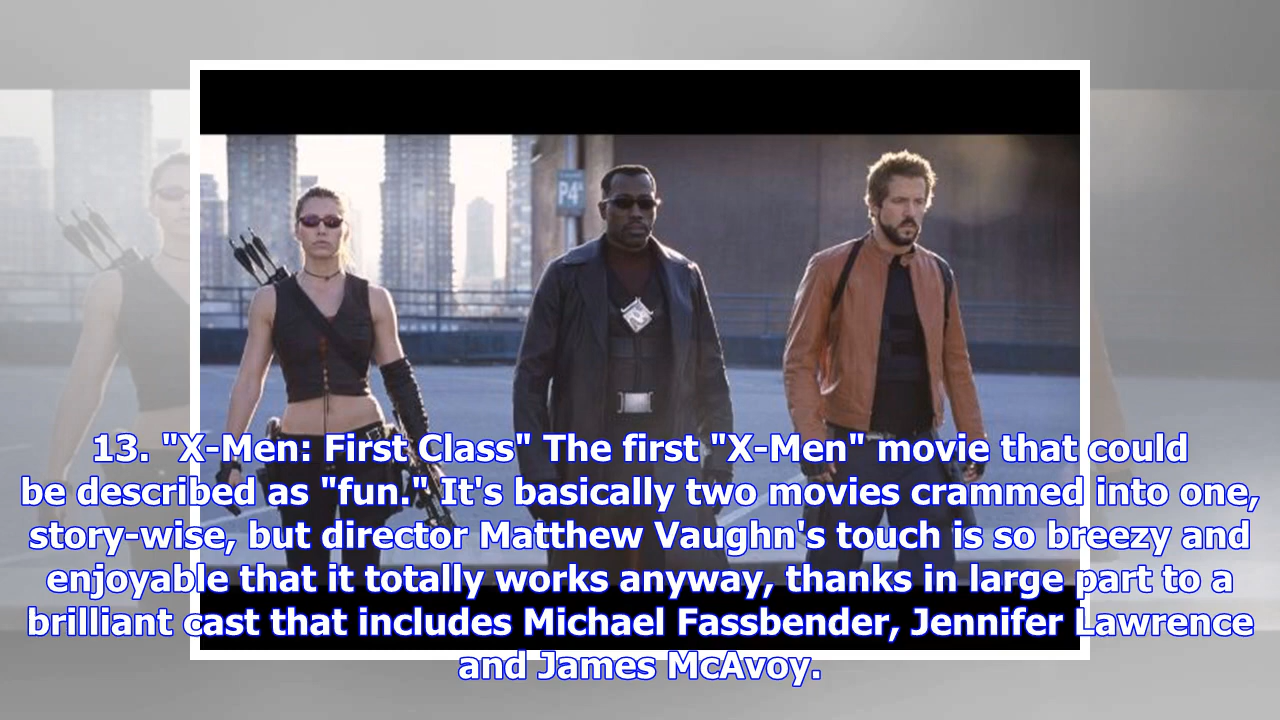 P4
13. "X-Men: First Class" The first "X-Men" movie that could
be described as "fun." It's basically two movies crammed into one,
story-wise, but director Matthew Vaughn's touch is so breezy and
enjoyable that it totally works anyway, thanks in large part to a
brilliant cast that includes Michael Fassbender, Jennifer Lawrence
and James McAvoy.